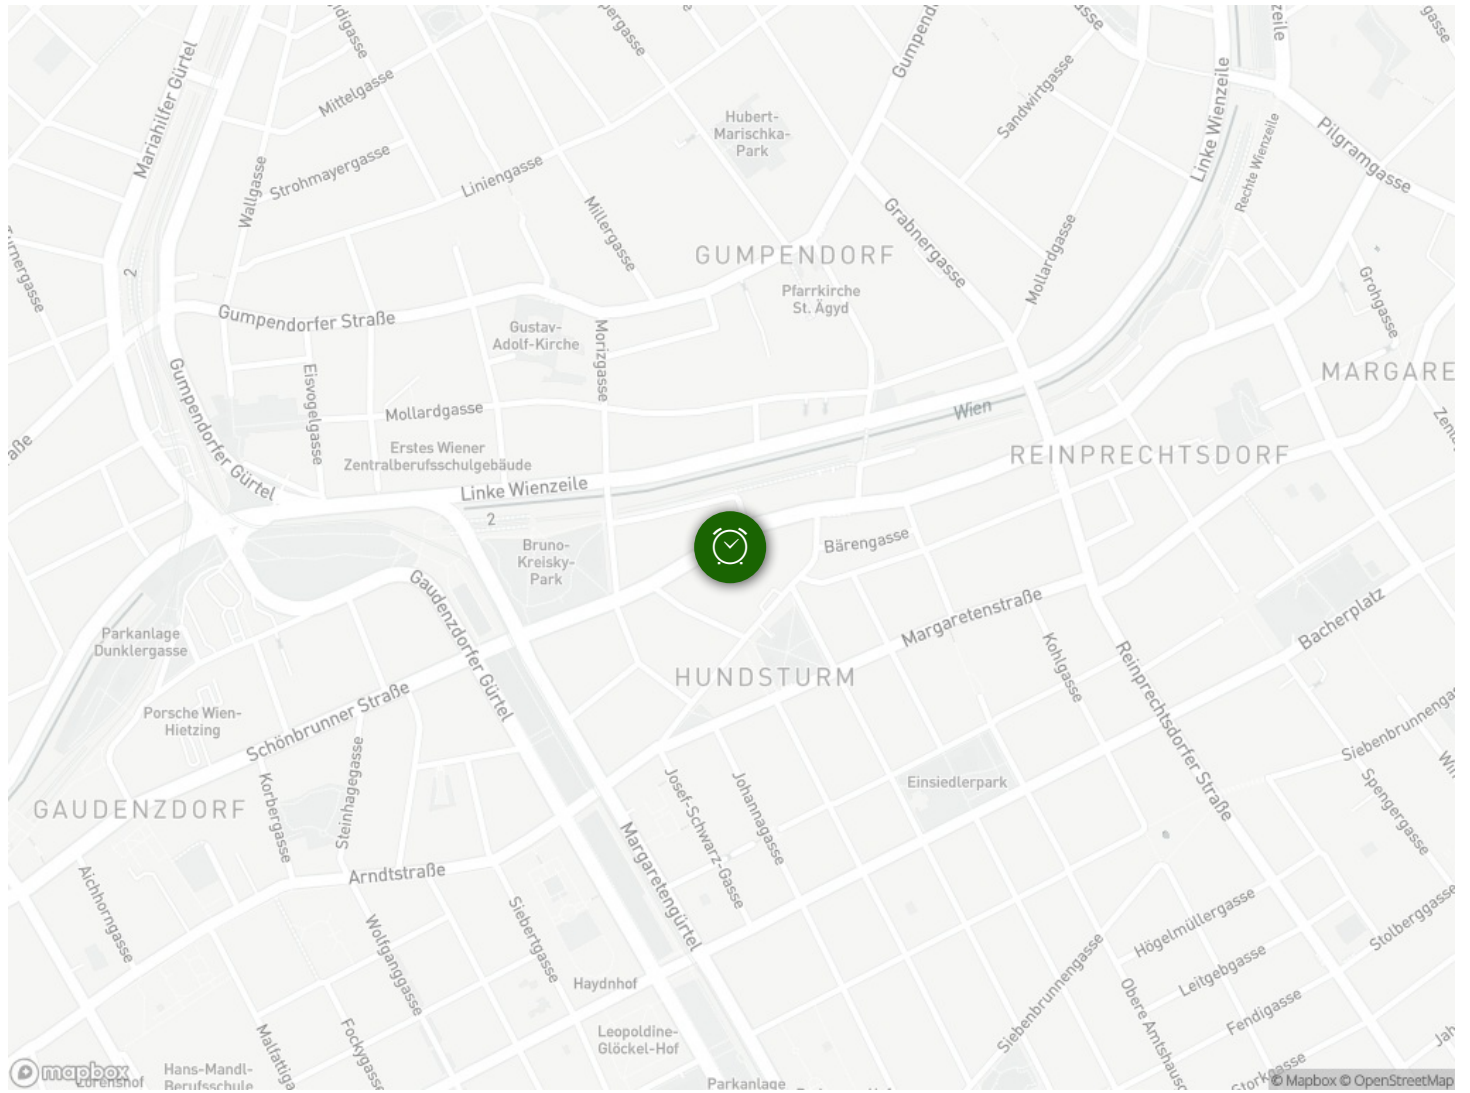 Mariahilfer Gürtel
Mittelgasse
Wallgasse
Strohmayergasse
Liniengasse
Millergasse
Hubert-
Marischka-
Park
Gumpend
Sandwirtgasse
Linke Wienzeile
Rechte Wienzeile
Pilgramgasse
Grabnergasse
Mollardgasse
GUMPENDORF
Pfarrkirche
St. Ägyd
Grohgasse
2
Gumpendorfer Straße
Gustav-
Adolf-Kirche
Morizgasse
Eisvogelgasse
Gumpendorfer Gürtel
Mollardgasse
MARGARE
Wien
REINPRECHTSDORF
Erstes Wiener
Zentralberufsschulgebäude
Linke Wienzeile
2
Bruno-
Kreisky-
Park
Bärengasse
Gaudenzdorfer Gürtel
Margaretenstraße
Bacherplatz
Parkanlage
Dunklergasse
HUNDSTURM
Kohlgasse
Reinprechtsdorfer Straße
Porsche Wien-
Hietzing
Schönbrunner Straße
Siebenbrunnenga
Steinhagegasse
Korbergasse
Josef-Schwarz-Gasse
Johannagasse
Einsiedlerpark
Spengergasse
GAUDENZDORF
Margaretengürtel
Arndtstraße
Aichhorngasse
Siebertgasse
Wolfganggasse
Högelmüllergasse
Stolberggasse
Siebenbrunnengasse
Leitgebgasse
Haydnhof
Obere Amtshausg
Fendigasse
Leopoldine-
Glöckel-Hof
Fockygasse
Malfattiga
Hans-Mandl-
Berufsschule
Parkanlage
mapbox
© Mapbox © OpenStreetMap